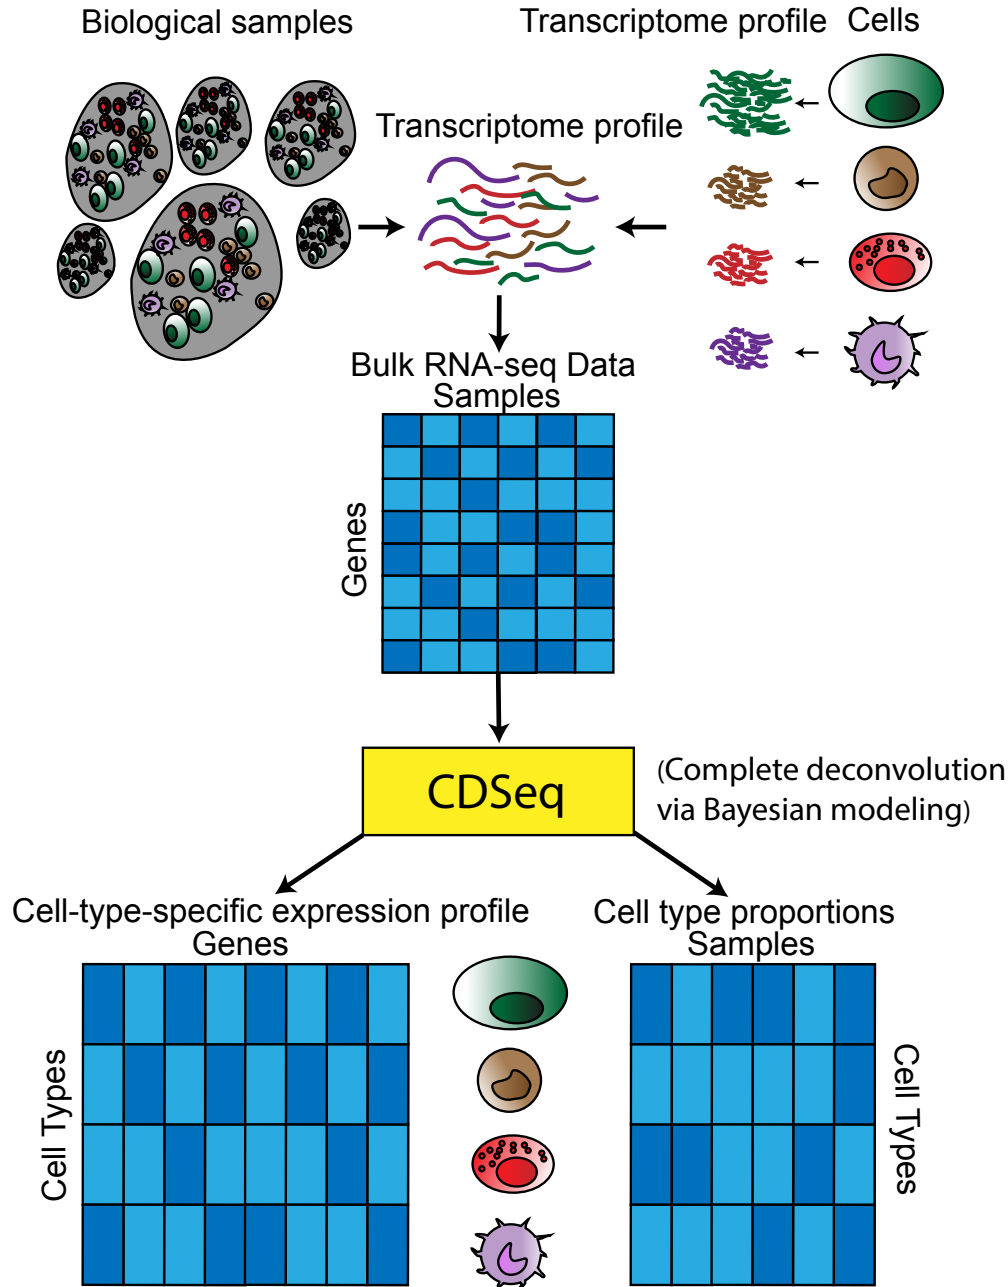 Biological samples
Transcriptome profile
Cells
Transcriptome profile
Bulk RNA-seq Data
Samples
Genes
CDSeq
(Complete deconvolution
via Bayesian modeling)
Cell-type-specific expression profile
Genes
Cell Types
Cell type proportions
Samples
Cell Types